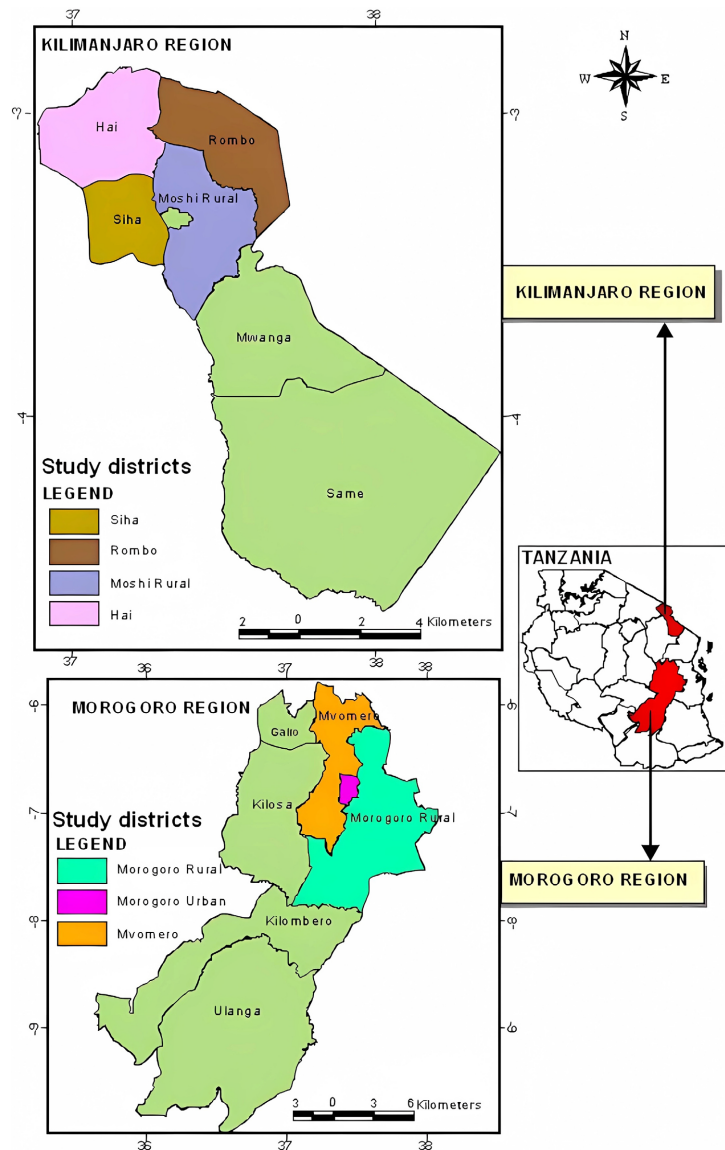 37 38
KILIMANJARO REGION
N
W E
S
-3 -3
Hai
Rombo
Moshi Rural
Siha
KILIMANJARO REGION
Mwanga
-4 -4
Study districts
LEGEND
Same
Siha
Rombo
Moshi Rural
Hai
2 0 2 4 Kilometers
TANZANIA
37 38
36 37 38
MOROGORO REGION
-6 -6
Mvomero
Gairo
Kilosa
-7 -7
Morogoro Rural
Study districts
LEGEND
Morogoro Rural
Morogoro Urban
Mvomero
MOROGORO REGION
-8 -8
Kilombero
Ulanga
-9 -9
3 0 3 6 Kilometers
36 37 38